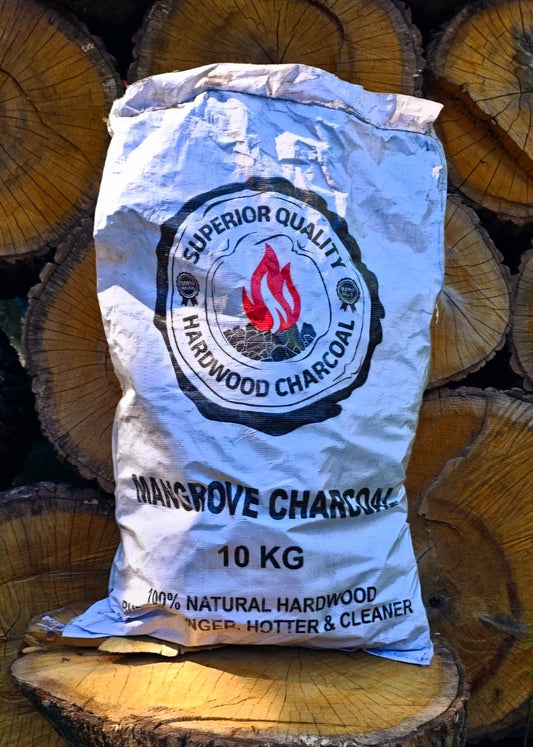 SUPERIOR QUALITY
HARDWOOD CHARCOAL
MANGROVE CHARCOAL
10 KG
100% NATURAL HARDWOOD
HOTTER & CLEANER